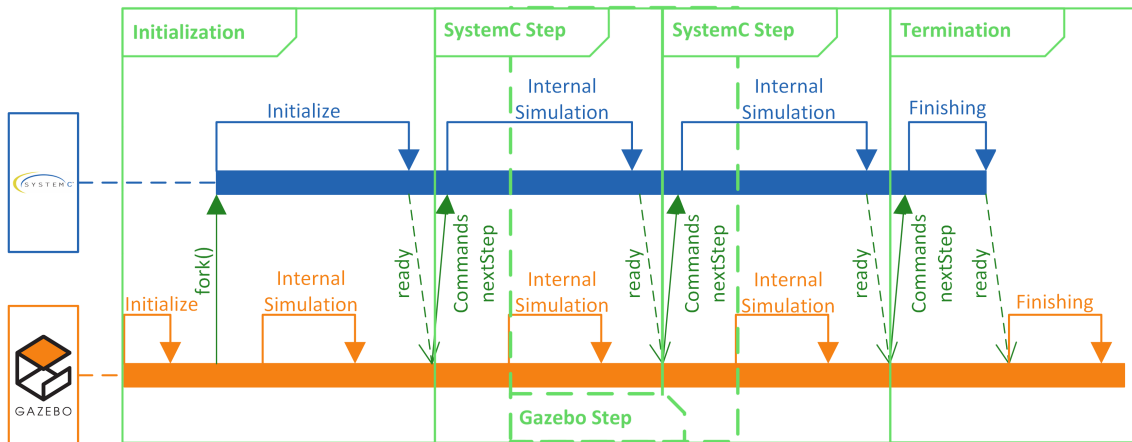 Initialization
SystemC Step
SystemC Step
Termination
Initialize
Internal
Simulation
Internal
Simulation
Finishing
SYSTEMC
fork()
ready
Commands
nextStep
ready
Commands
nextStep
ready
Commands
nextStep
ready
Initialize
Internal
Simulation
Internal
Simulation
Internal
Simulation
Finishing
GAZEBO
Gazebo Step